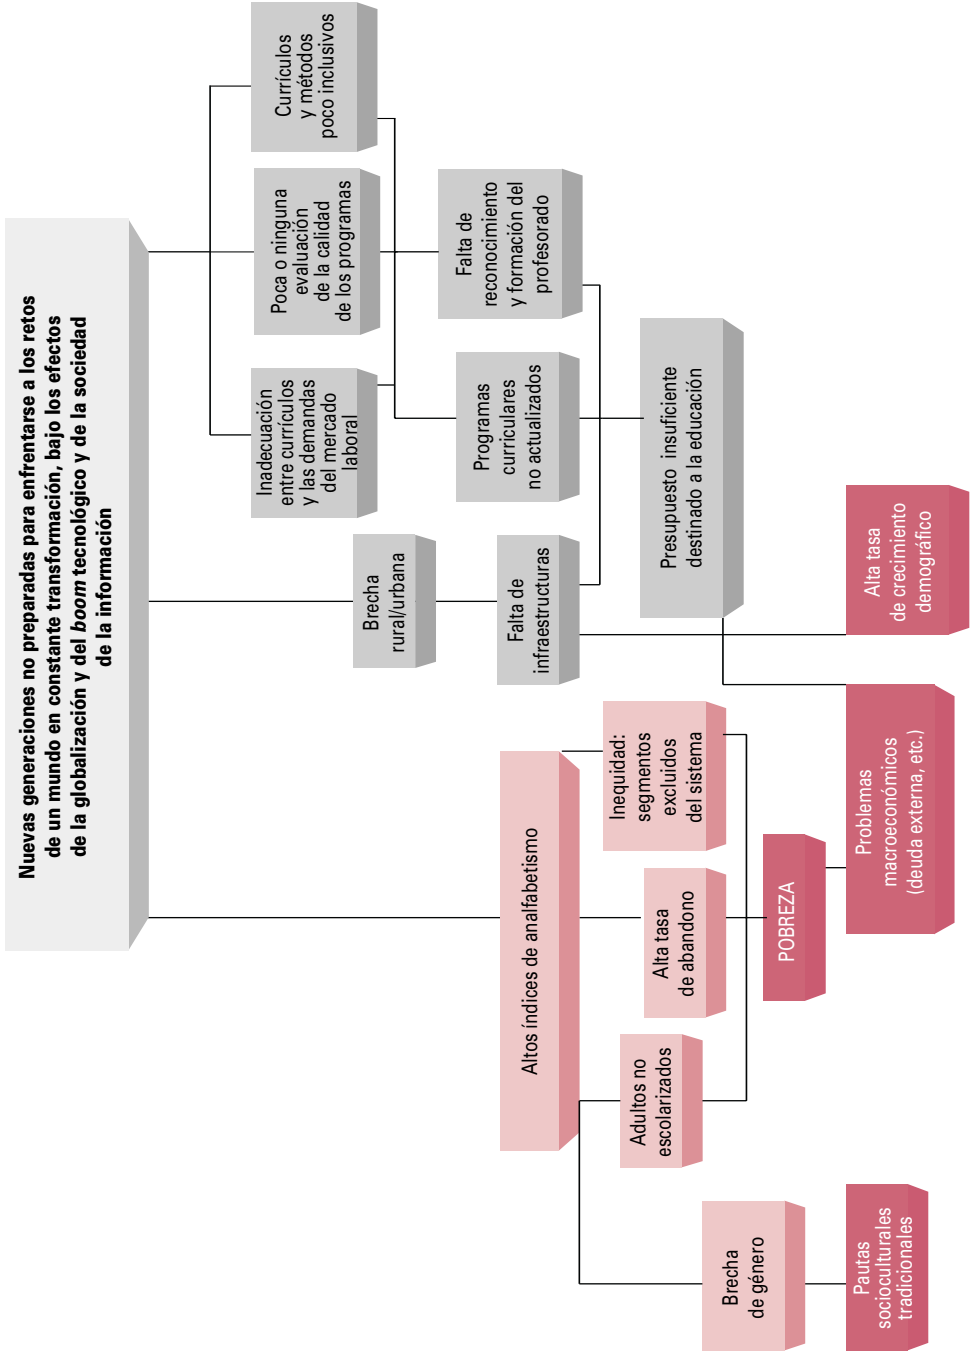 Nuevas generaciones no preparadas para enfrentarse a los retos
de un mundo en constante transformación, bajo los efectos
de la globalización y del boom tecnológico y de la sociedad
de la información
Altos índices de analfabetismo
Brecha
rural/urbana
Inadecuación
entre currículos
y las demandas
del mercado
laboral
Poca o ninguna
evaluación
de la calidad
de los programas
Currículos
y métodos
poco inclusivos
Adultos no
escolarizados
Alta tasa
de abandono
Inequidad:
segmentos
excluidos
del sistema
Falta de
infraestructuras
Programas
curriculares
no actualizados
Falta de
reconocimiento
y formación del
profesorado
Brecha
de género
POBREZA
Presupuesto insuficiente
destinado a la educación
Pautas
socioculturales
tradicionales
Problemas
macroeconómicos
(deuda externa, etc.)
Alta tasa
de crecimiento
demográfico